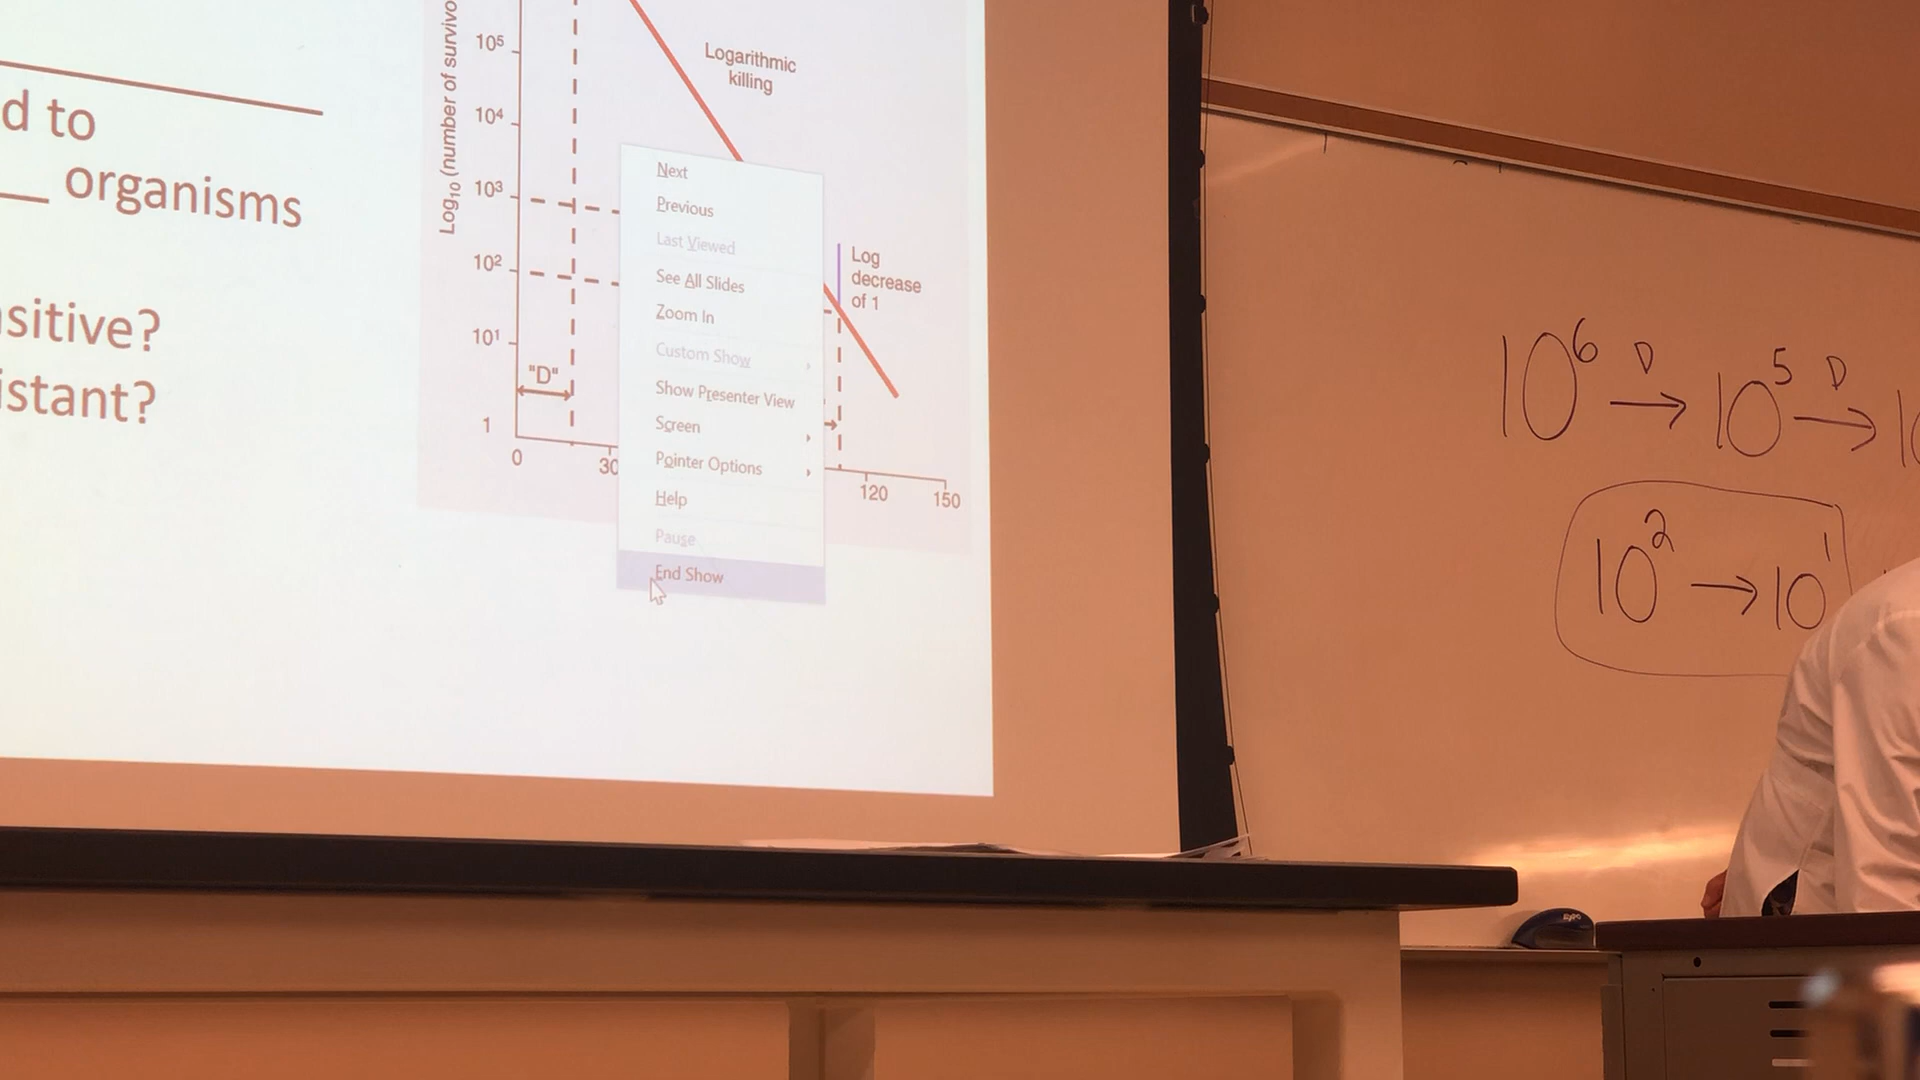 d to
organisms
sitive?
istant?
Log₁₀ (number of survivo
10⁵
10⁴
10³
10²
10¹
1
"D"
0
30
120
150
Logarithmic
killing
Log
decrease
of 1
Next
Previous
Last Viewed
See All Slides
Zoom In
Custom Show
Show Presenter View
Screen
Pointer Options
Help
Pause
End Show
10⁶ D → 10⁵ D → 10
10² → 10¹
EXPO